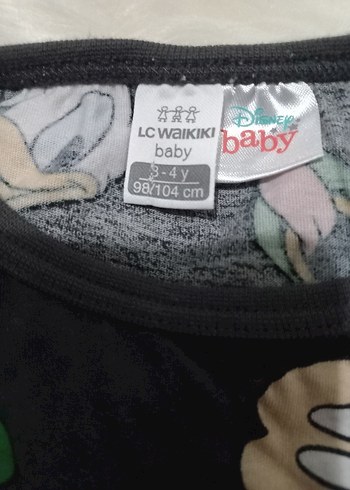 LC WAIKIKI
baby
3-4 y
98/104 cm
Disney
baby